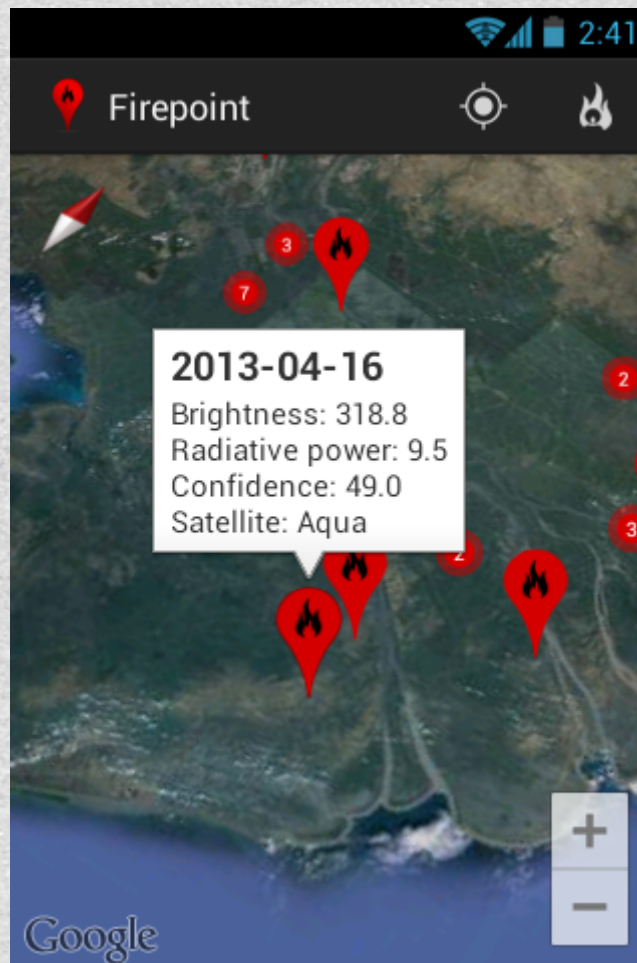 2:41
Firepoint
3
7
2013-04-16
Brightness: 318.8
Radiative power: 9.5
Confidence: 49.0
Satellite: Aqua
2
3
2
+
−
Google